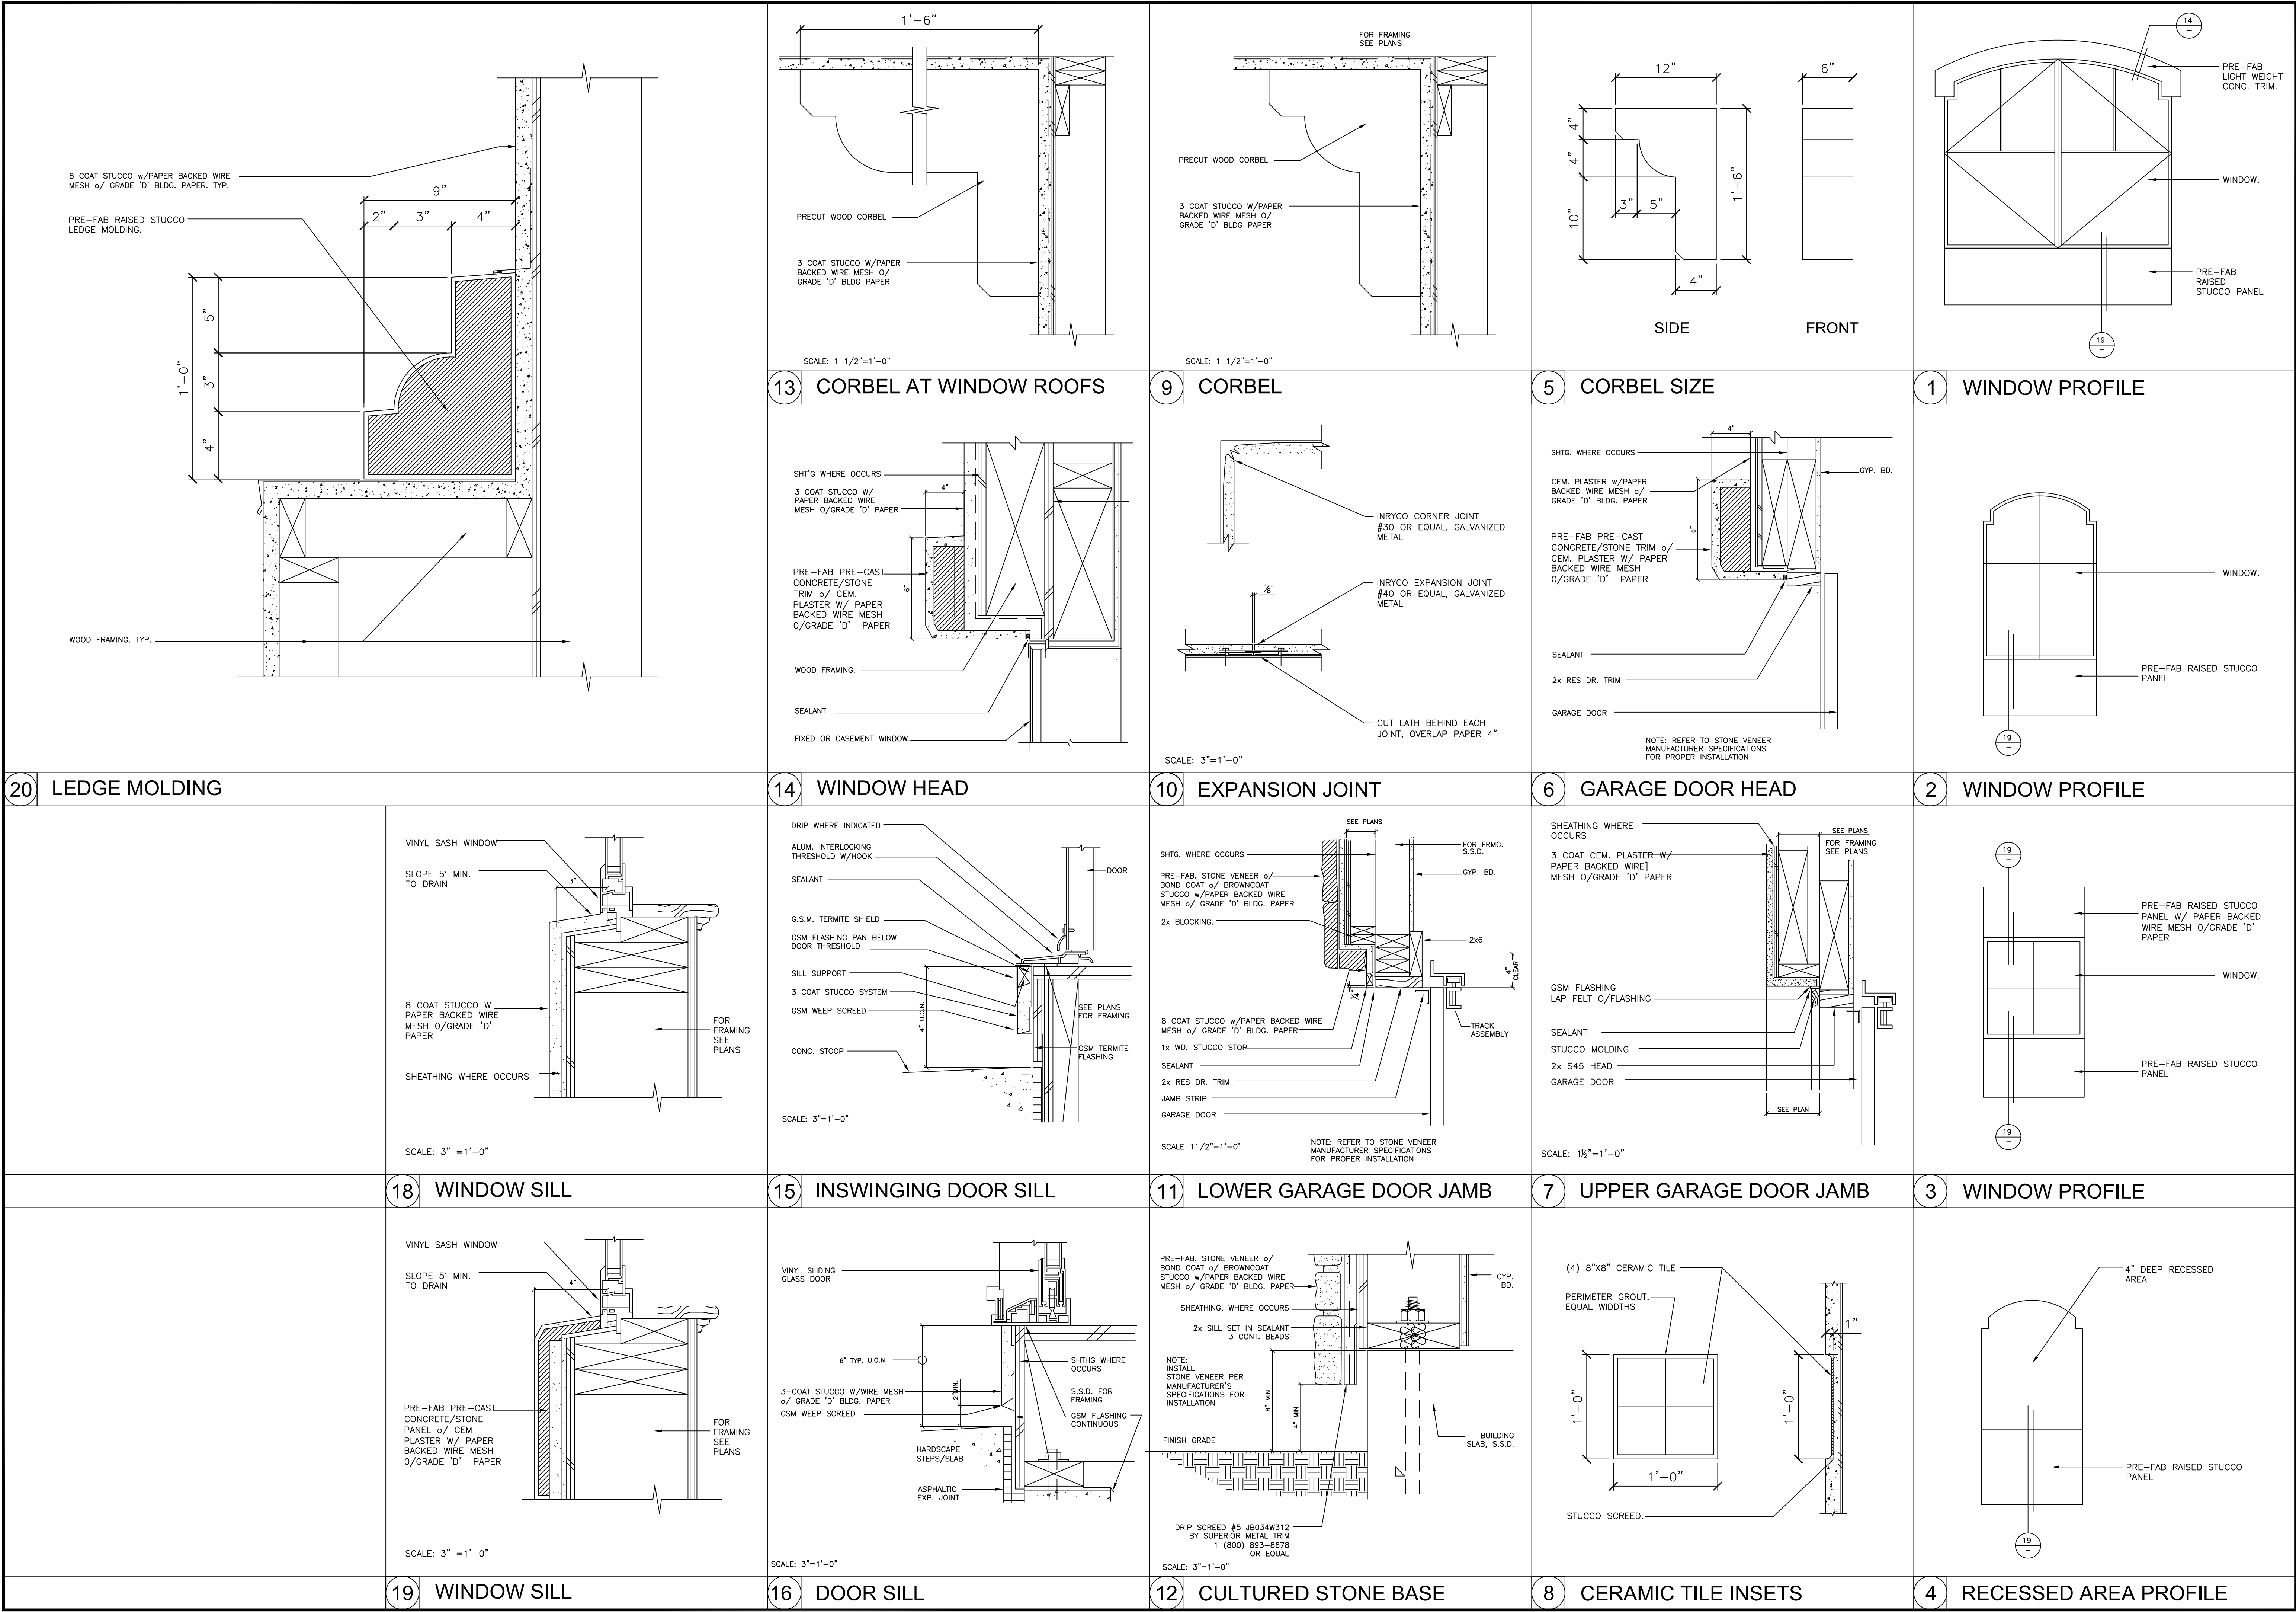 8 COAT STUCCO w/PAPER BACKED WIRE
MESH o/ GRADE 'D' BLDG. PAPER. TYP.
PRE-FAB RAISED STUCCO
LEDGE MOLDING.
9"
2"
3"
4"
1'-0"
5"
3"
4"
WOOD FRAMING. TYP.
20 LEDGE MOLDING
1'-6"
PRECUT WOOD CORBEL
3 COAT STUCCO W/PAPER
BACKED WIRE MESH O/
GRADE 'D' BLDG PAPER
SCALE: 1 1/2"=1'-0"
13 CORBEL AT WINDOW ROOFS
FOR FRAMING
SEE PLANS
PRECUT WOOD CORBEL
3 COAT STUCCO W/PAPER
BACKED WIRE MESH O/
GRADE 'D' BLDG PAPER
SCALE: 1 1/2"=1'-0"
9 CORBEL
12"
6"
4"
4"
10"
3"
5"
1'-6"
4"
SIDE
FRONT
5 CORBEL SIZE
14
-
PRE-FAB
LIGHT WEIGHT
CONC. TRIM.
WINDOW.
PRE-FAB
RAISED
STUCCO PANEL
19
-
1 WINDOW PROFILE
SHT'G WHERE OCCURS
3 COAT STUCCO W/
PAPER BACKED WIRE
MESH O/GRADE 'D' PAPER
4"
6"
PRE-FAB PRE-CAST
CONCRETE/STONE
TRIM o/ CEM.
PLASTER W/ PAPER
BACKED WIRE MESH
O/GRADE 'D' PAPER
WOOD FRAMING.
SEALANT
FIXED OR CASEMENT WINDOW.
14 WINDOW HEAD
INRYCO CORNER JOINT
#30 OR EQUAL, GALVANIZED
METAL
1/8"
INRYCO EXPANSION JOINT
#40 OR EQUAL, GALVANIZED
METAL
CUT LATH BEHIND EACH
JOINT, OVERLAP PAPER 4"
SCALE: 3"=1'-0"
10 EXPANSION JOINT
4"
SHTG. WHERE OCCURS
GYP. BD.
CEM. PLASTER w/PAPER
BACKED WIRE MESH o/
GRADE 'D' BLDG. PAPER
6"
PRE-FAB PRE-CAST
CONCRETE/STONE TRIM o/
CEM. PLASTER W/ PAPER
BACKED WIRE MESH
O/GRADE 'D' PAPER
SEALANT
2x RES DR. TRIM
GARAGE DOOR
NOTE: REFER TO STONE VENEER
MANUFACTURER SPECIFICATIONS
FOR PROPER INSTALLATION
6 GARAGE DOOR HEAD
WINDOW.
PRE-FAB RAISED STUCCO
PANEL
19
-
2 WINDOW PROFILE
VINYL SASH WINDOW
SLOPE 5° MIN.
TO DRAIN
3"
8 COAT STUCCO W
PAPER BACKED WIRE
MESH O/GRADE 'D'
PAPER
FOR
FRAMING
SEE
PLANS
SHEATHING WHERE OCCURS
SCALE: 3" =1'-0"
18 WINDOW SILL
DRIP WHERE INDICATED
ALUM. INTERLOCKING
THRESHOLD W/HOOK
DOOR
SEALANT
G.S.M. TERMITE SHIELD
GSM FLASHING PAN BELOW
DOOR THRESHOLD
SILL SUPPORT
3 COAT STUCCO SYSTEM
GSM WEEP SCREED
4" U.O.N.
SEE PLANS
FOR FRAMING
CONC. STOOP
GSM TERMITE
FLASHING
SCALE: 3"=1'-0"
15 INSWINGING DOOR SILL
SEE PLANS
SHTG. WHERE OCCURS
FOR FRMG.
S.S.D.
PRE-FAB. STONE VENEER o/
BOND COAT o/ BROWNCOAT
STUCCO w/PAPER BACKED WIRE
MESH o/ GRADE 'D' BLDG. PAPER
GYP. BD.
2x BLOCKING..
2x6
4"
CLEAR
1/4"
8 COAT STUCCO w/PAPER BACKED WIRE
MESH o/ GRADE 'D' BLDG. PAPER
TRACK
ASSEMBLY
1x WD. STUCCO STOP
SEALANT
2x RES DR. TRIM
JAMB STRIP
GARAGE DOOR
SCALE 11/2"=1'-0'
NOTE: REFER TO STONE VENEER
MANUFACTURER SPECIFICATIONS
FOR PROPER INSTALLATION
11 LOWER GARAGE DOOR JAMB
SHEATHING WHERE
OCCURS
SEE PLANS
FOR FRAMING
SEE PLANS
3 COAT CEM. PLASTER W/
PAPER BACKED WIRE]
MESH O/GRADE 'D' PAPER
GSM FLASHING
LAP FELT O/FLASHING
SEALANT
STUCCO MOLDING
2x S45 HEAD
GARAGE DOOR
SEE PLAN
SCALE: 1½"=1'-0"
7 UPPER GARAGE DOOR JAMB
19
-
PRE-FAB RAISED STUCCO
PANEL W/ PAPER BACKED
WIRE MESH O/GRADE 'D'
PAPER
WINDOW.
PRE-FAB RAISED STUCCO
PANEL
19
-
3 WINDOW PROFILE
VINYL SASH WINDOW
SLOPE 5° MIN.
TO DRAIN
4"
PRE-FAB PRE-CAST
CONCRETE/STONE
PANEL o/ CEM
PLASTER W/ PAPER
BACKED WIRE MESH
O/GRADE 'D' PAPER
FOR
FRAMING
SEE
PLANS
SCALE: 3" =1'-0"
19 WINDOW SILL
VINYL SLIDING
GLASS DOOR
6" TYP. U.O.N.
SHTHG WHERE
OCCURS
3-COAT STUCCO W/WIRE MESH
o/ GRADE 'D' BLDG. PAPER
2"MIN.
S.S.D. FOR
FRAMING
GSM WEEP SCREED
GSM FLASHING
CONTINUOUS
HARDSCAPE
STEPS/SLAB
ASPHALTIC
EXP. JOINT
SCALE: 3"=1'-0"
16 DOOR SILL
PRE-FAB. STONE VENEER o/
BOND COAT o/ BROWNCOAT
STUCCO w/PAPER BACKED WIRE
MESH o/ GRADE 'D' BLDG. PAPER
GYP.
BD.
SHEATHING, WHERE OCCURS
2x SILL SET IN SEALANT
3 CONT. BEADS
NOTE:
INSTALL
STONE VENEER PER
MANUFACTURER'S
SPECIFICATIONS FOR
INSTALLATION
8" MIN
4" MIN
FINISH GRADE
BUILDING
SLAB, S.S.D.
DRIP SCREED #5 JB034W312
BY SUPERIOR METAL TRIM
1 (800) 893-8678
OR EQUAL
SCALE: 3"=1'-0"
12 CULTURED STONE BASE
(4) 8"X8" CERAMIC TILE
PERIMETER GROUT.
EQUAL WIDDTHS
1"
1'-0"
1'-0"
1'-0"
STUCCO SCREED.
8 CERAMIC TILE INSETS
4" DEEP RECESSED
AREA
PRE-FAB RAISED STUCCO
PANEL
19
-
4 RECESSED AREA PROFILE